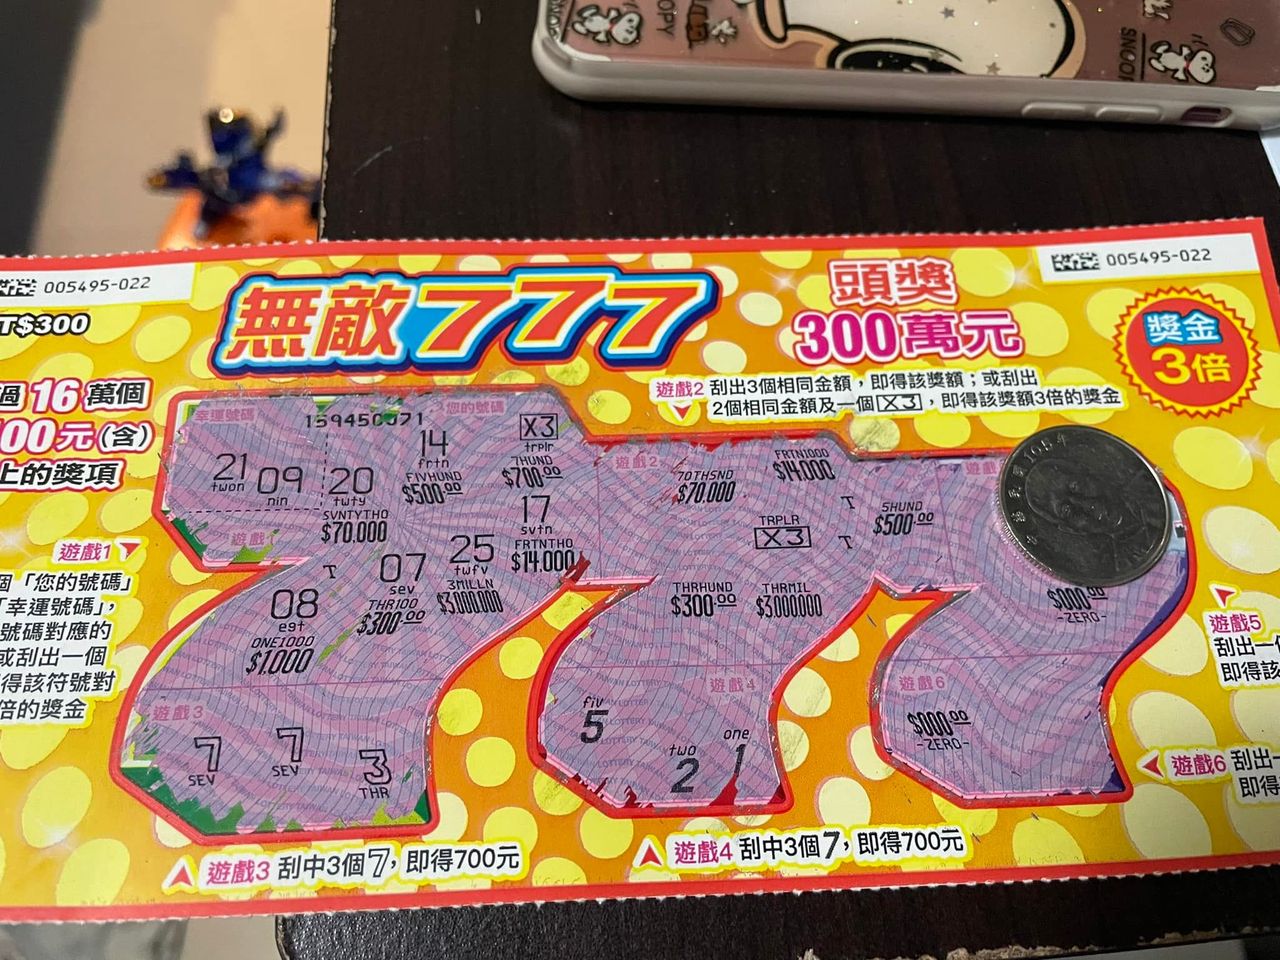 SNOOPY
SNOOPY
005495-022
005495-022
T$300
無敵777
頭獎
300萬元
獎金
3倍
過16萬個
00元(含)
上的獎項
遊戲2 刮出3個相同金額,即得該獎額;或刮出
2個相同金額及一個X3,即得該獎額3倍的獎金
遊戲1
個「您的號碼」
「幸運號碼」,
號碼對應的
或刮出一個
得該符號對
倍的獎金
幸運號碼
159450071
您的號碼
21
twon
09
nin
20
twty
SVNTYTHO
$70.000
14
frtn
FIVHUND
$500.00
X3
trplr
7HUND
$700.00
17
svtn
FRTNTHO
$14.000
遊戲1
T
07
sev
THR100
$300.00
25
twfv
3MILLN
$3.000.000
08
egt
ONE1000
$1.000
遊戲2
70THSND
$70.000
FRTN1000
$14.000
TRPLR
X3
T
T
THRHUND
$300.00
THRMIL
$3.000000
遊戲
5HUND
$500.00
$000.00
-ZERO-
遊戲3
7
SEV
7
SEV
3
THR
遊戲4
fiv
5
two
2
one
1
遊戲6
$000.00
-ZERO-
遊戲5
刮出一
即得該
遊戲6 刮出一
即得
遊戲3 刮中3個7,即得700元
遊戲4 刮中3個7,即得700元